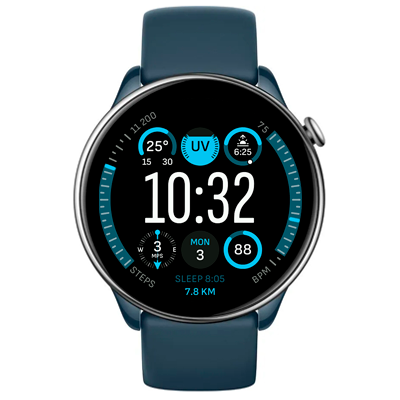 11 200
75
25°
15 30
UV
6:25
10:32
N
W 3 E
MPS
S
MON
3
88
STEPS
SLEEP 8:05
BPM
7.8 KM